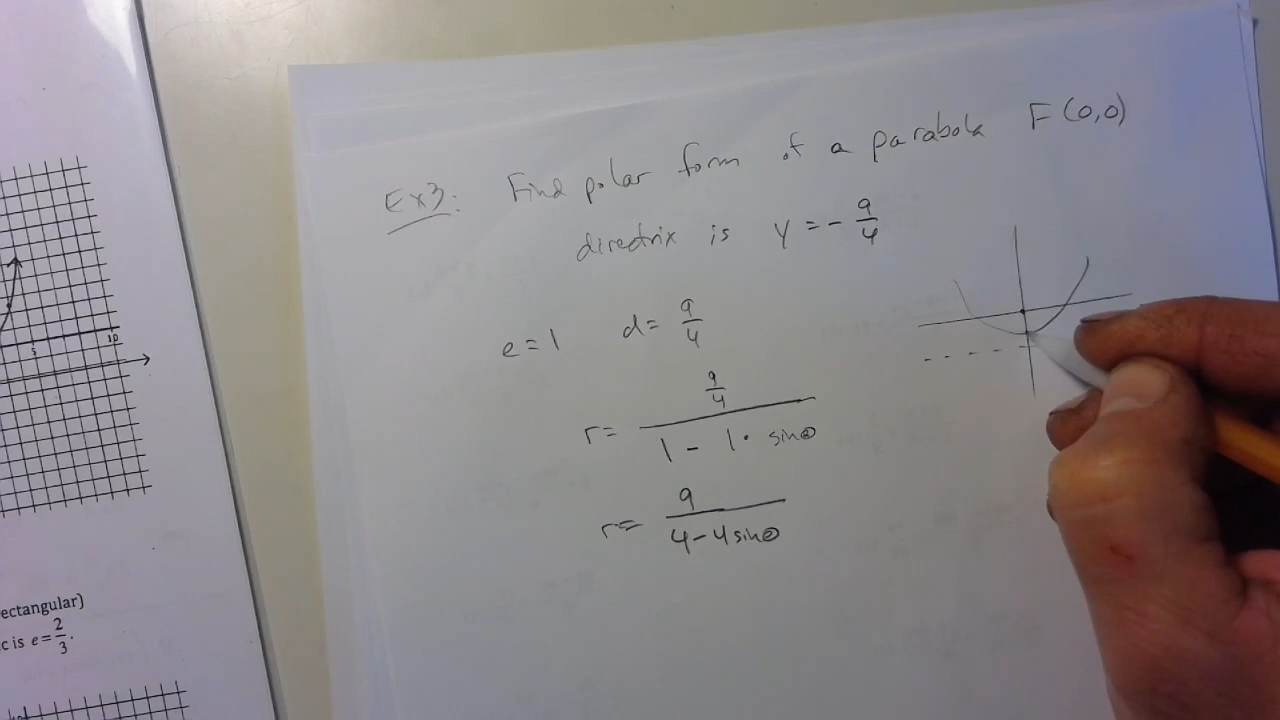 Ex3: Find polar form of a parabola F(0,0)
directrix is y = - 9/4
e = 1 d = 9/4
r = (9/4)/(1 - 1 · sinθ)
r = 9/(4 - 4sinθ)
5
10
ectangular)
c is e = 2/3.